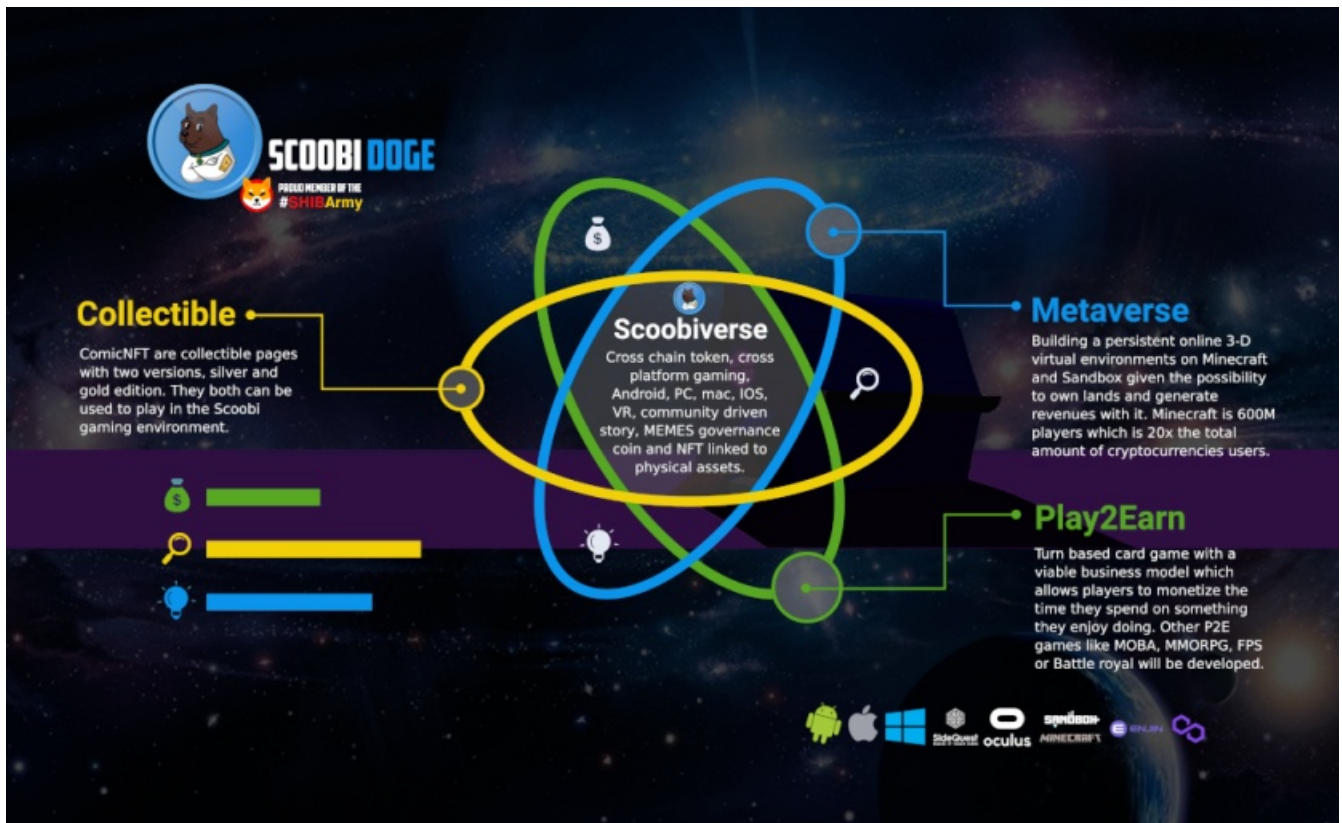 SCOOBI DOGE
PROUD MEMBER OF THE
#SHIBArmy
Collectible
ComicNFT are collectible pages
with two versions, silver and
gold edition. They both can be
used to play in the Scoobi
gaming environment.
Scoobiverse
Cross chain token, cross
platform gaming,
Android, PC, mac, IOS,
VR, community driven
story, MEMES governance
coin and NFT linked to
physical assets.
Metaverse
Building a persistent online 3-D
virtual environments on Minecraft
and Sandbox given the possibility
to own lands and generate
revenues with it. Minecraft is 600M
players which is 20x the total
amount of cryptocurrencies users.
Play2Earn
Turn based card game with a
viable business model which
allows players to monetize the
time they spend on something
they enjoy doing. Other P2E
games like MOBA, MMORPG, FPS
or Battle royal will be developed.
SideQuest
oculus
SANDBOX
MINECRAFT
ENJIN